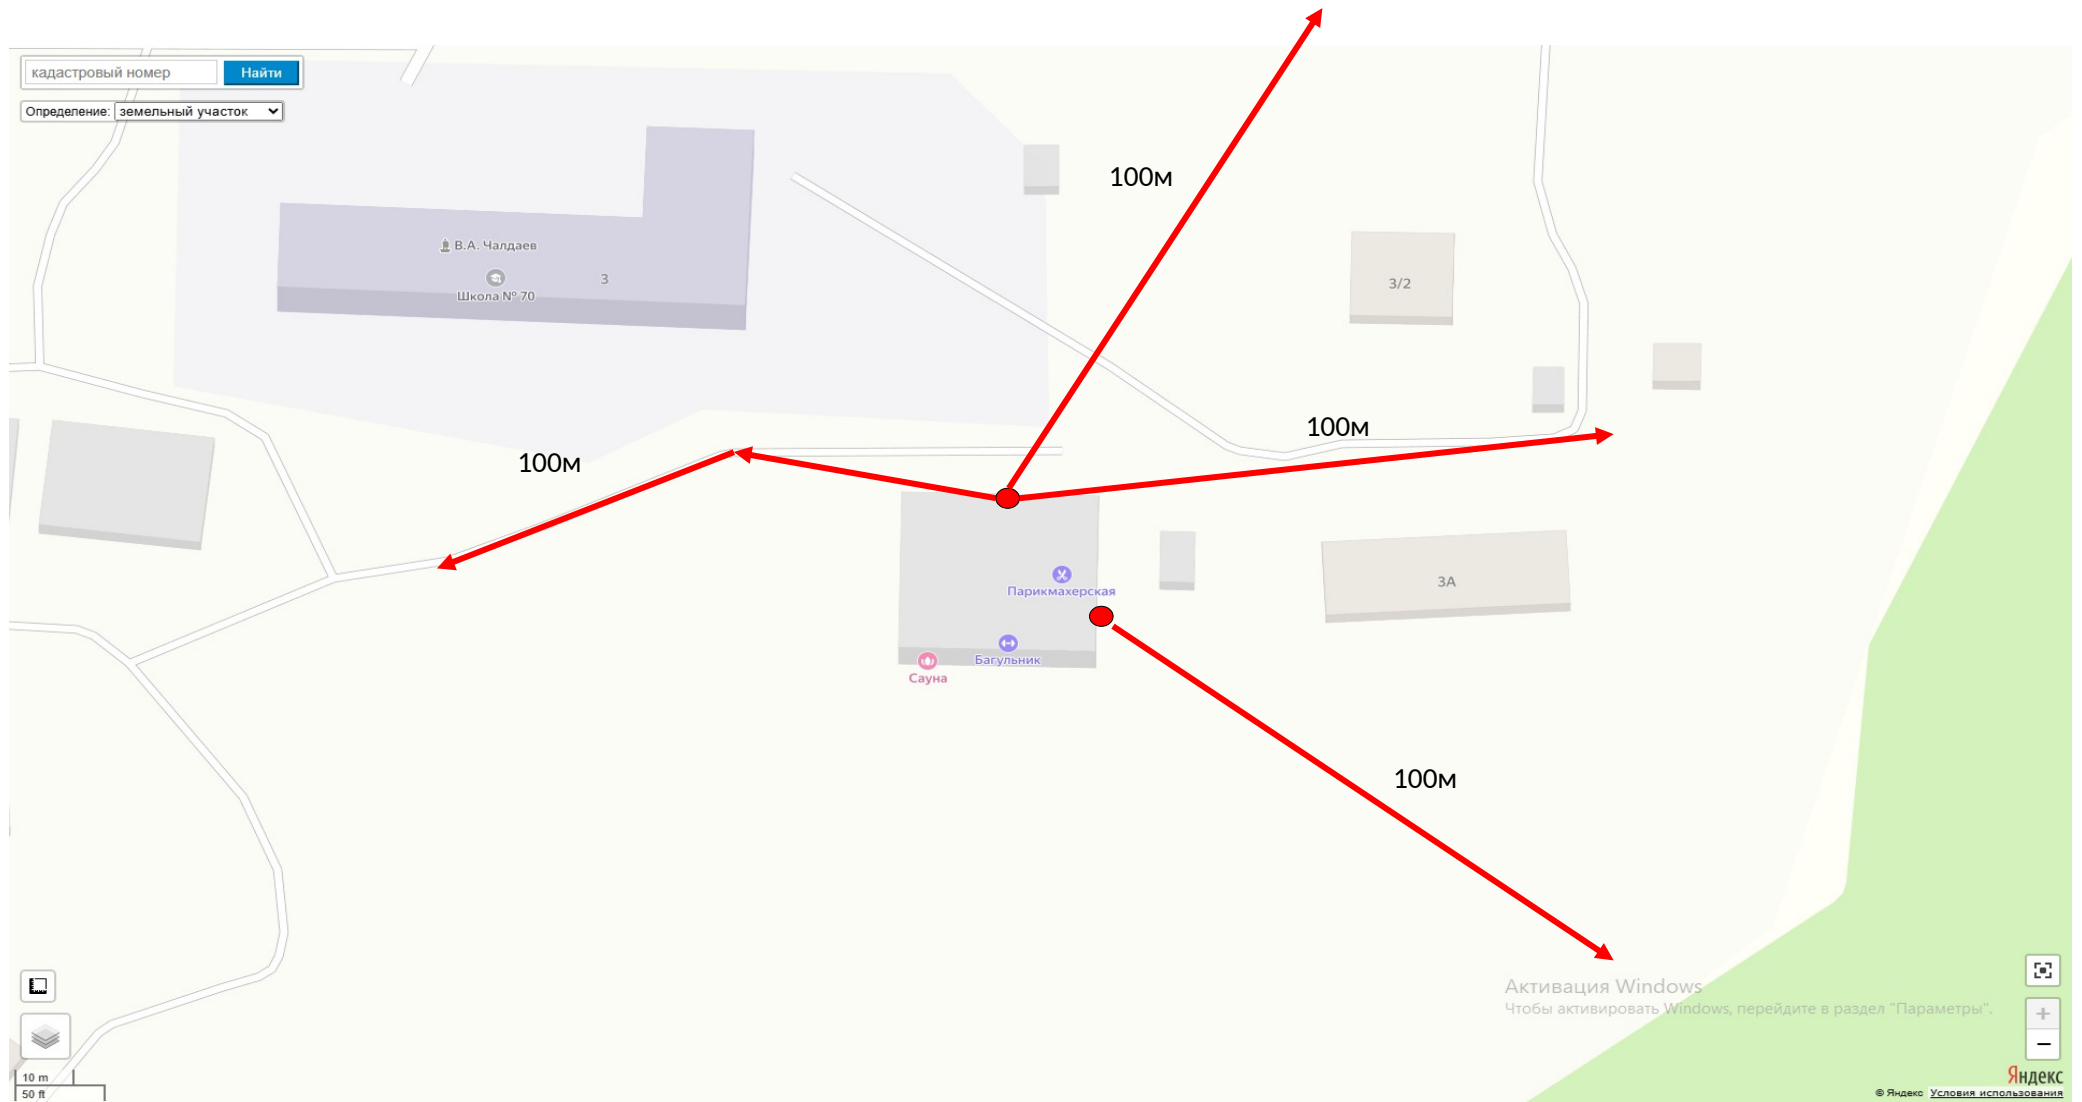 кадастровый номер
Найти
Определение: земельный участок
100м
В.А. Чалдаев
3
Школа № 70
3/2
100м
100м
3А
Парикмахерская
Багульник
Сауна
100м
Активация Windows
Чтобы активировать Windows, перейдите в раздел "Параметры".
10 m
50 ft
Яндекс
© Яндекс Условия использования